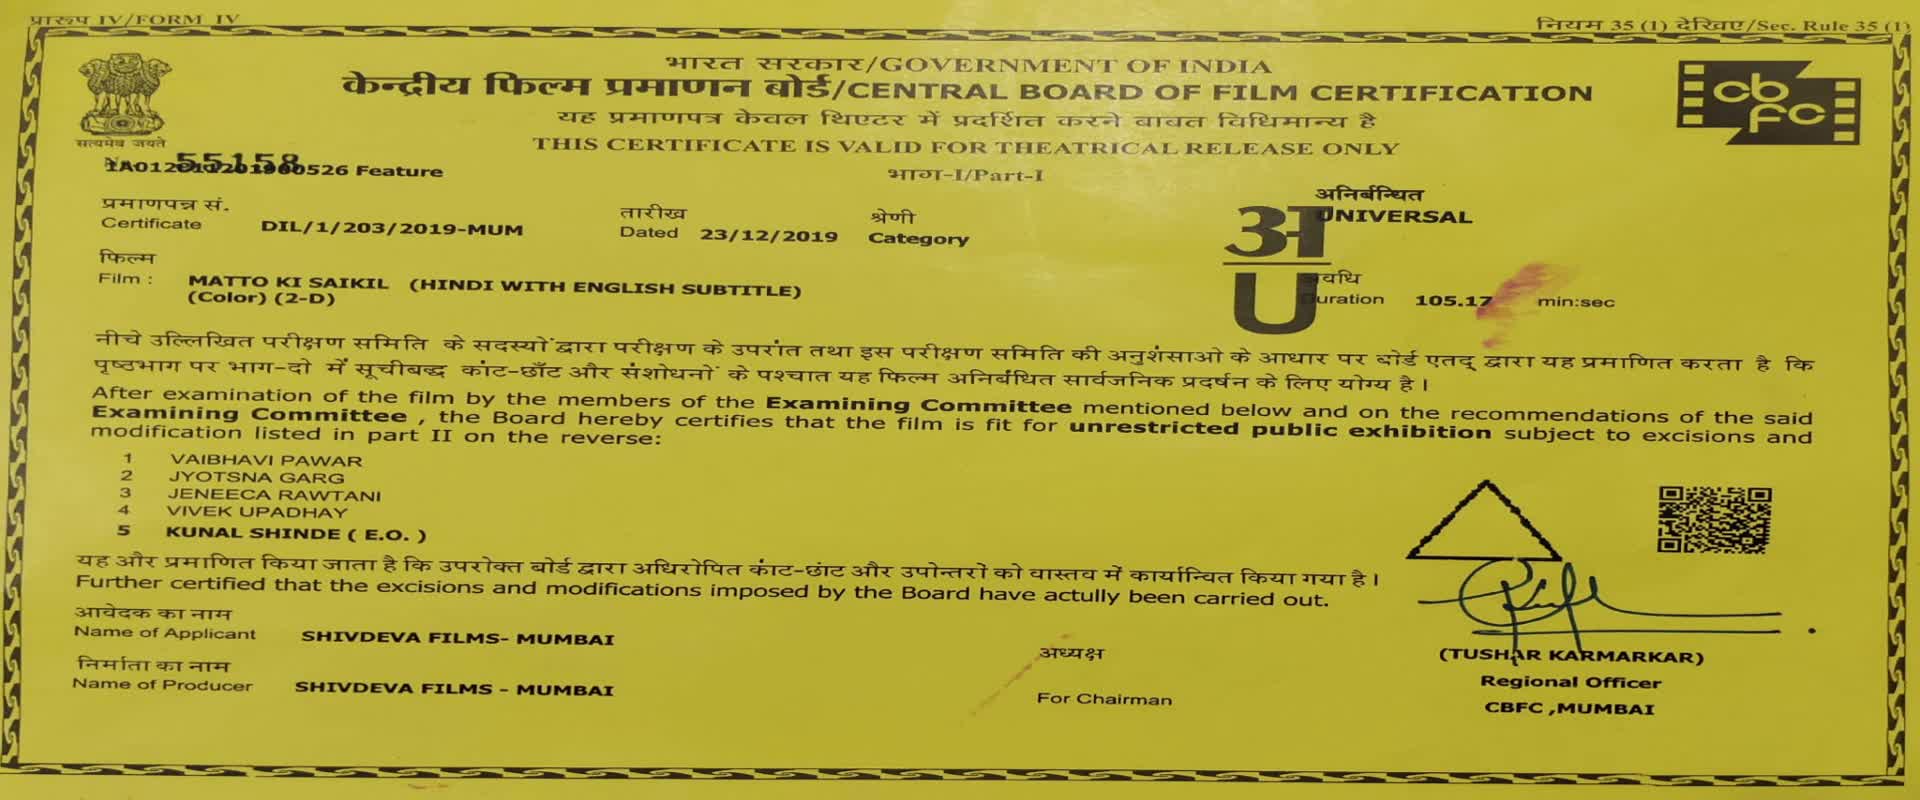 प्रारूप IV/FORM IV
नियम 35 (1) देखिए/Sec. Rule 35 (1)
भारत सरकार/GOVERNMENT OF INDIA
केन्द्रीय फिल्म प्रमाणन बोर्ड/CENTRAL BOARD OF FILM CERTIFICATION
cbfc
यह प्रमाणपत्र केवल थिएटर में प्रदर्शित करने बाबत विधिमान्य है
सत्यमेव जयते
THIS CERTIFICATE IS VALID FOR THEATRICAL RELEASE ONLY
55158
Feature
भाग-I/Part-I
अनिर्बन्धित
UNIVERSAL
प्रमाणपत्र सं. तारीख श्रेणी
Certificate DIL/1/203/2019-MUM Dated 23/12/2019 Category
अ
U
फिल्म
अवधि
Film : MATTO KI SAIKIL (HINDI WITH ENGLISH SUBTITLE)
Duration 105.17 min:sec
(Color) (2-D)
नीचे उल्लिखित परीक्षण समिति के सदस्यों द्वारा परीक्षण के उपरांत तथा इस परीक्षण समिति की अनुशंसाओ के आधार पर बोर्ड एतद् द्वारा यह प्रमाणित करता है कि
पृष्ठभाग पर भाग-दो में सूचीबद्ध कांट-छाँट और संशोधनों के पश्चात यह फिल्म अनिर्बंधित सार्वजनिक प्रदर्षन के लिए योग्य है।
After examination of the film by the members of the Examining Committee mentioned below and on the recommendations of the said
Examining Committee , the Board hereby certifies that the film is fit for unrestricted public exhibition subject to excisions and
modification listed in part II on the reverse:
1 VAIBHAVI PAWAR
2 JYOTSNA GARG
3 JENEECA RAWTANI
4 VIVEK UPADHAY
5 KUNAL SHINDE ( E.O. )
यह और प्रमाणित किया जाता है कि उपरोक्त बोर्ड द्वारा अधिरोपित कांट-छांट और उपोन्तरों को वास्तव में कार्यान्वित किया गया है।
Further certified that the excisions and modifications imposed by the Board have actully been carried out.
आवेदक का नाम
Name of Applicant SHIVDEVA FILMS- MUMBAI
निर्माता का नाम
Name of Producer SHIVDEVA FILMS - MUMBAI
अध्यक्ष
For Chairman
(TUSHAR KARMARKAR)
Regional Officer
CBFC ,MUMBAI